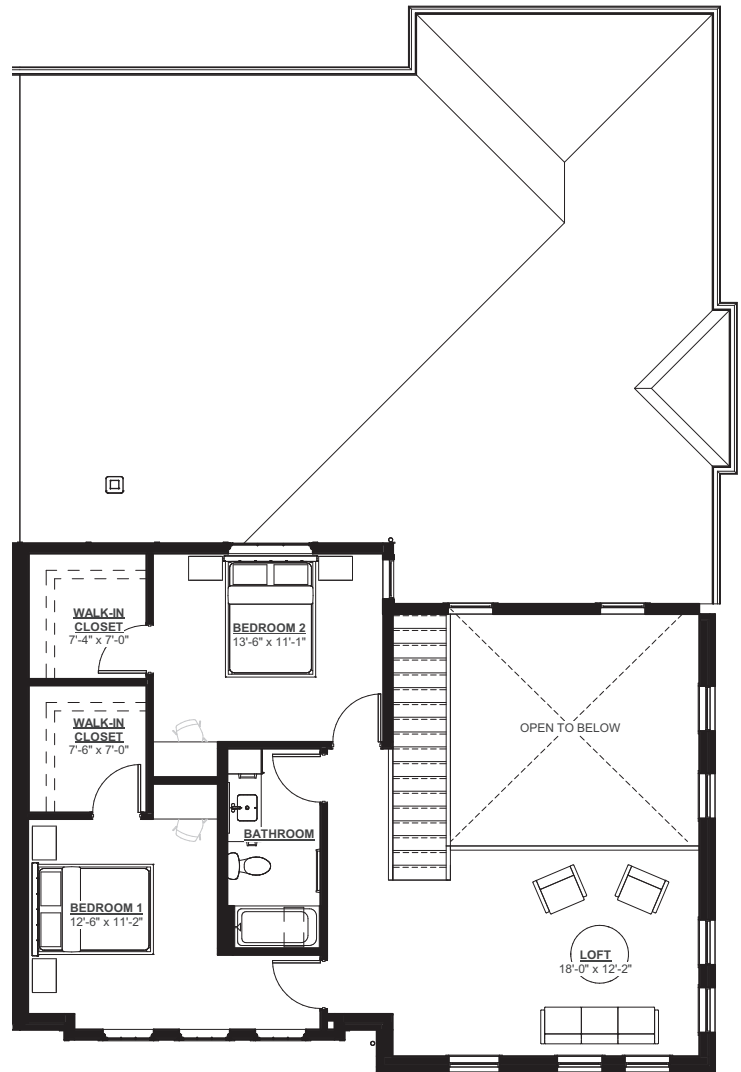 WALK-IN
CLOSET
7'-4" x 7'-0"
BEDROOM 2
13'-6" x 11'-1"
WALK-IN
CLOSET
7'-6" x 7'-0"
OPEN TO BELOW
BATHROOM
BEDROOM 1
12'-6" x 11'-2"
LOFT
18'-0" x 12'-2"